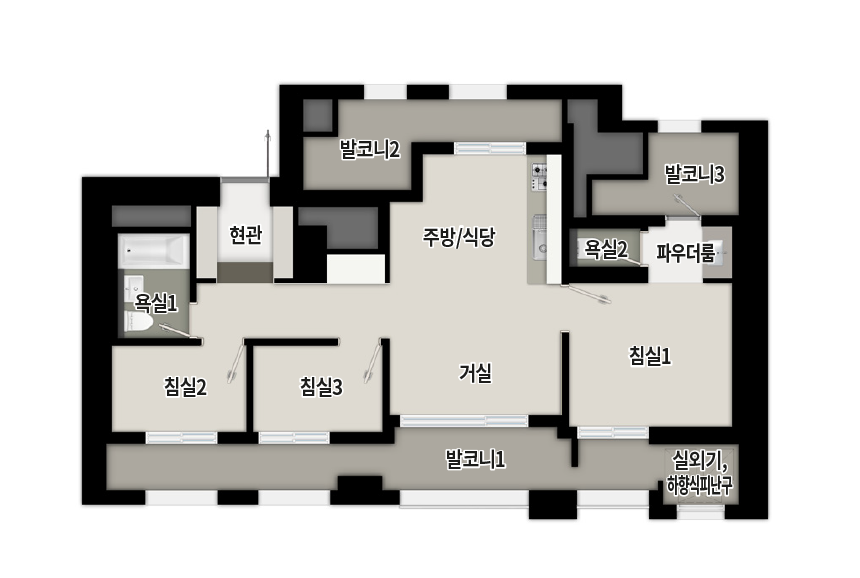 발코니2
발코니3
현관
주방/식당
욕실2
파우더룸
욕실1
침실1
침실2
침실3
거실
발코니1
실외기,
하향식피난구